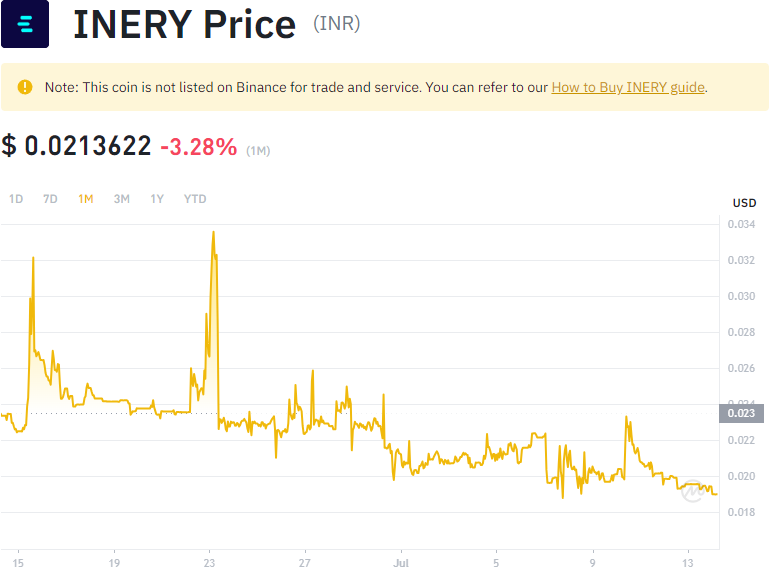 INERY Price (INR)
Note: This coin is not listed on Binance for trade and service. You can refer to our How to Buy INERY guide.
$ 0.0213622 -3.28% (1M)
1D 7D 1M 3M 1Y YTD
USD
0.034
0.032
0.030
0.028
0.026
0.024
0.023
0.022
0.020
0.018
15 19 23 27 Jul 5 9 13